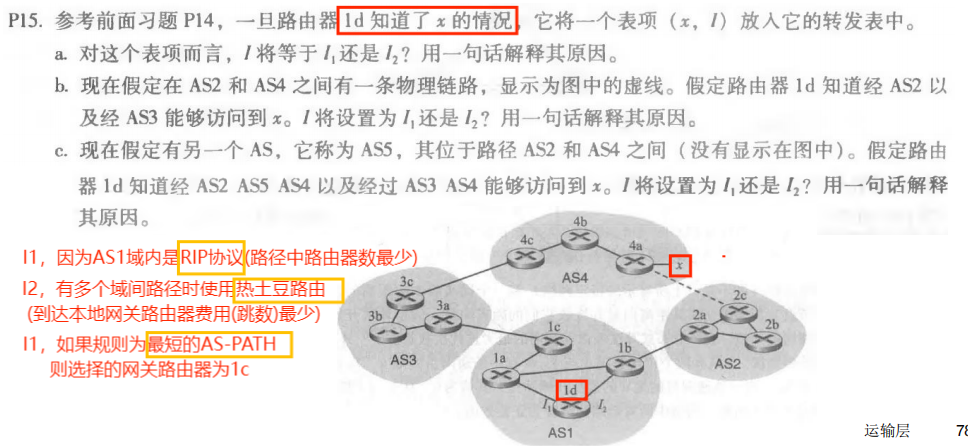 P15. 参考前面习题 P14，一旦路由器 1d 知道了 x 的情况，它将一个表项（x，I）放入它的转发表中。
a. 对这个表项而言，I 将等于 I₁ 还是 I₂？用一句话解释其原因。
b. 现在假定在 AS2 和 AS4 之间有一条物理链路，显示为图中的虚线。假定路由器 1d 知道经 AS2 以
及经 AS3 能够访问到 x。I 将设置为 I₁ 还是 I₂？用一句话解释其原因。
c. 现在假定有另一个 AS，它称为 AS5，其位于路径 AS2 和 AS4 之间（没有显示在图中）。假定路由
器 1d 知道经 AS2 AS5 AS4 以及经过 AS3 AS4 能够访问到 x。I 将设置为 I₁ 还是 I₂？用一句话解释
其原因。
I1，因为AS1域内是RIP协议(路径中路由器数最少)
I2，有多个域间路径时使用热土豆路由
(到达本地网关路由器费用(跳数)最少)
I1，如果规则为最短的AS-PATH
则选择的网关路由器为1c
4b
4c
4a
x
AS4
3c
3b
3a
AS3
2c
2a
2b
AS2
1c
1a
1b
1d
I₁
I₂
AS1
运输层
78